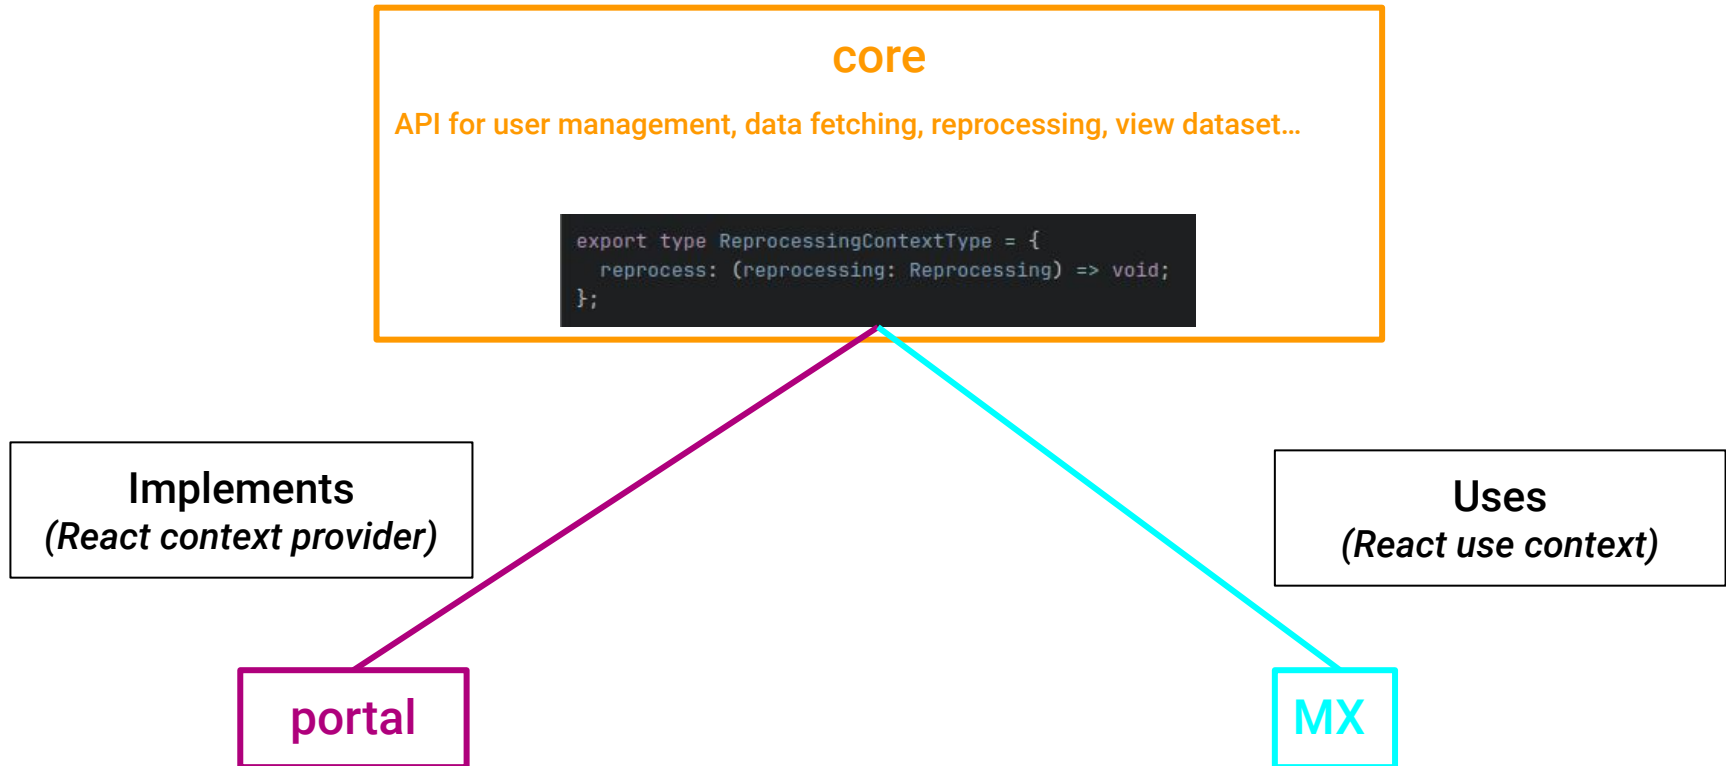 core
API for user management, data fetching, reprocessing, view dataset...
export type ReprocessingContextType = {
  reprocess: (reprocessing: Reprocessing) => void;
};
Implements
(React context provider)
Uses
(React use context)
portal
MX